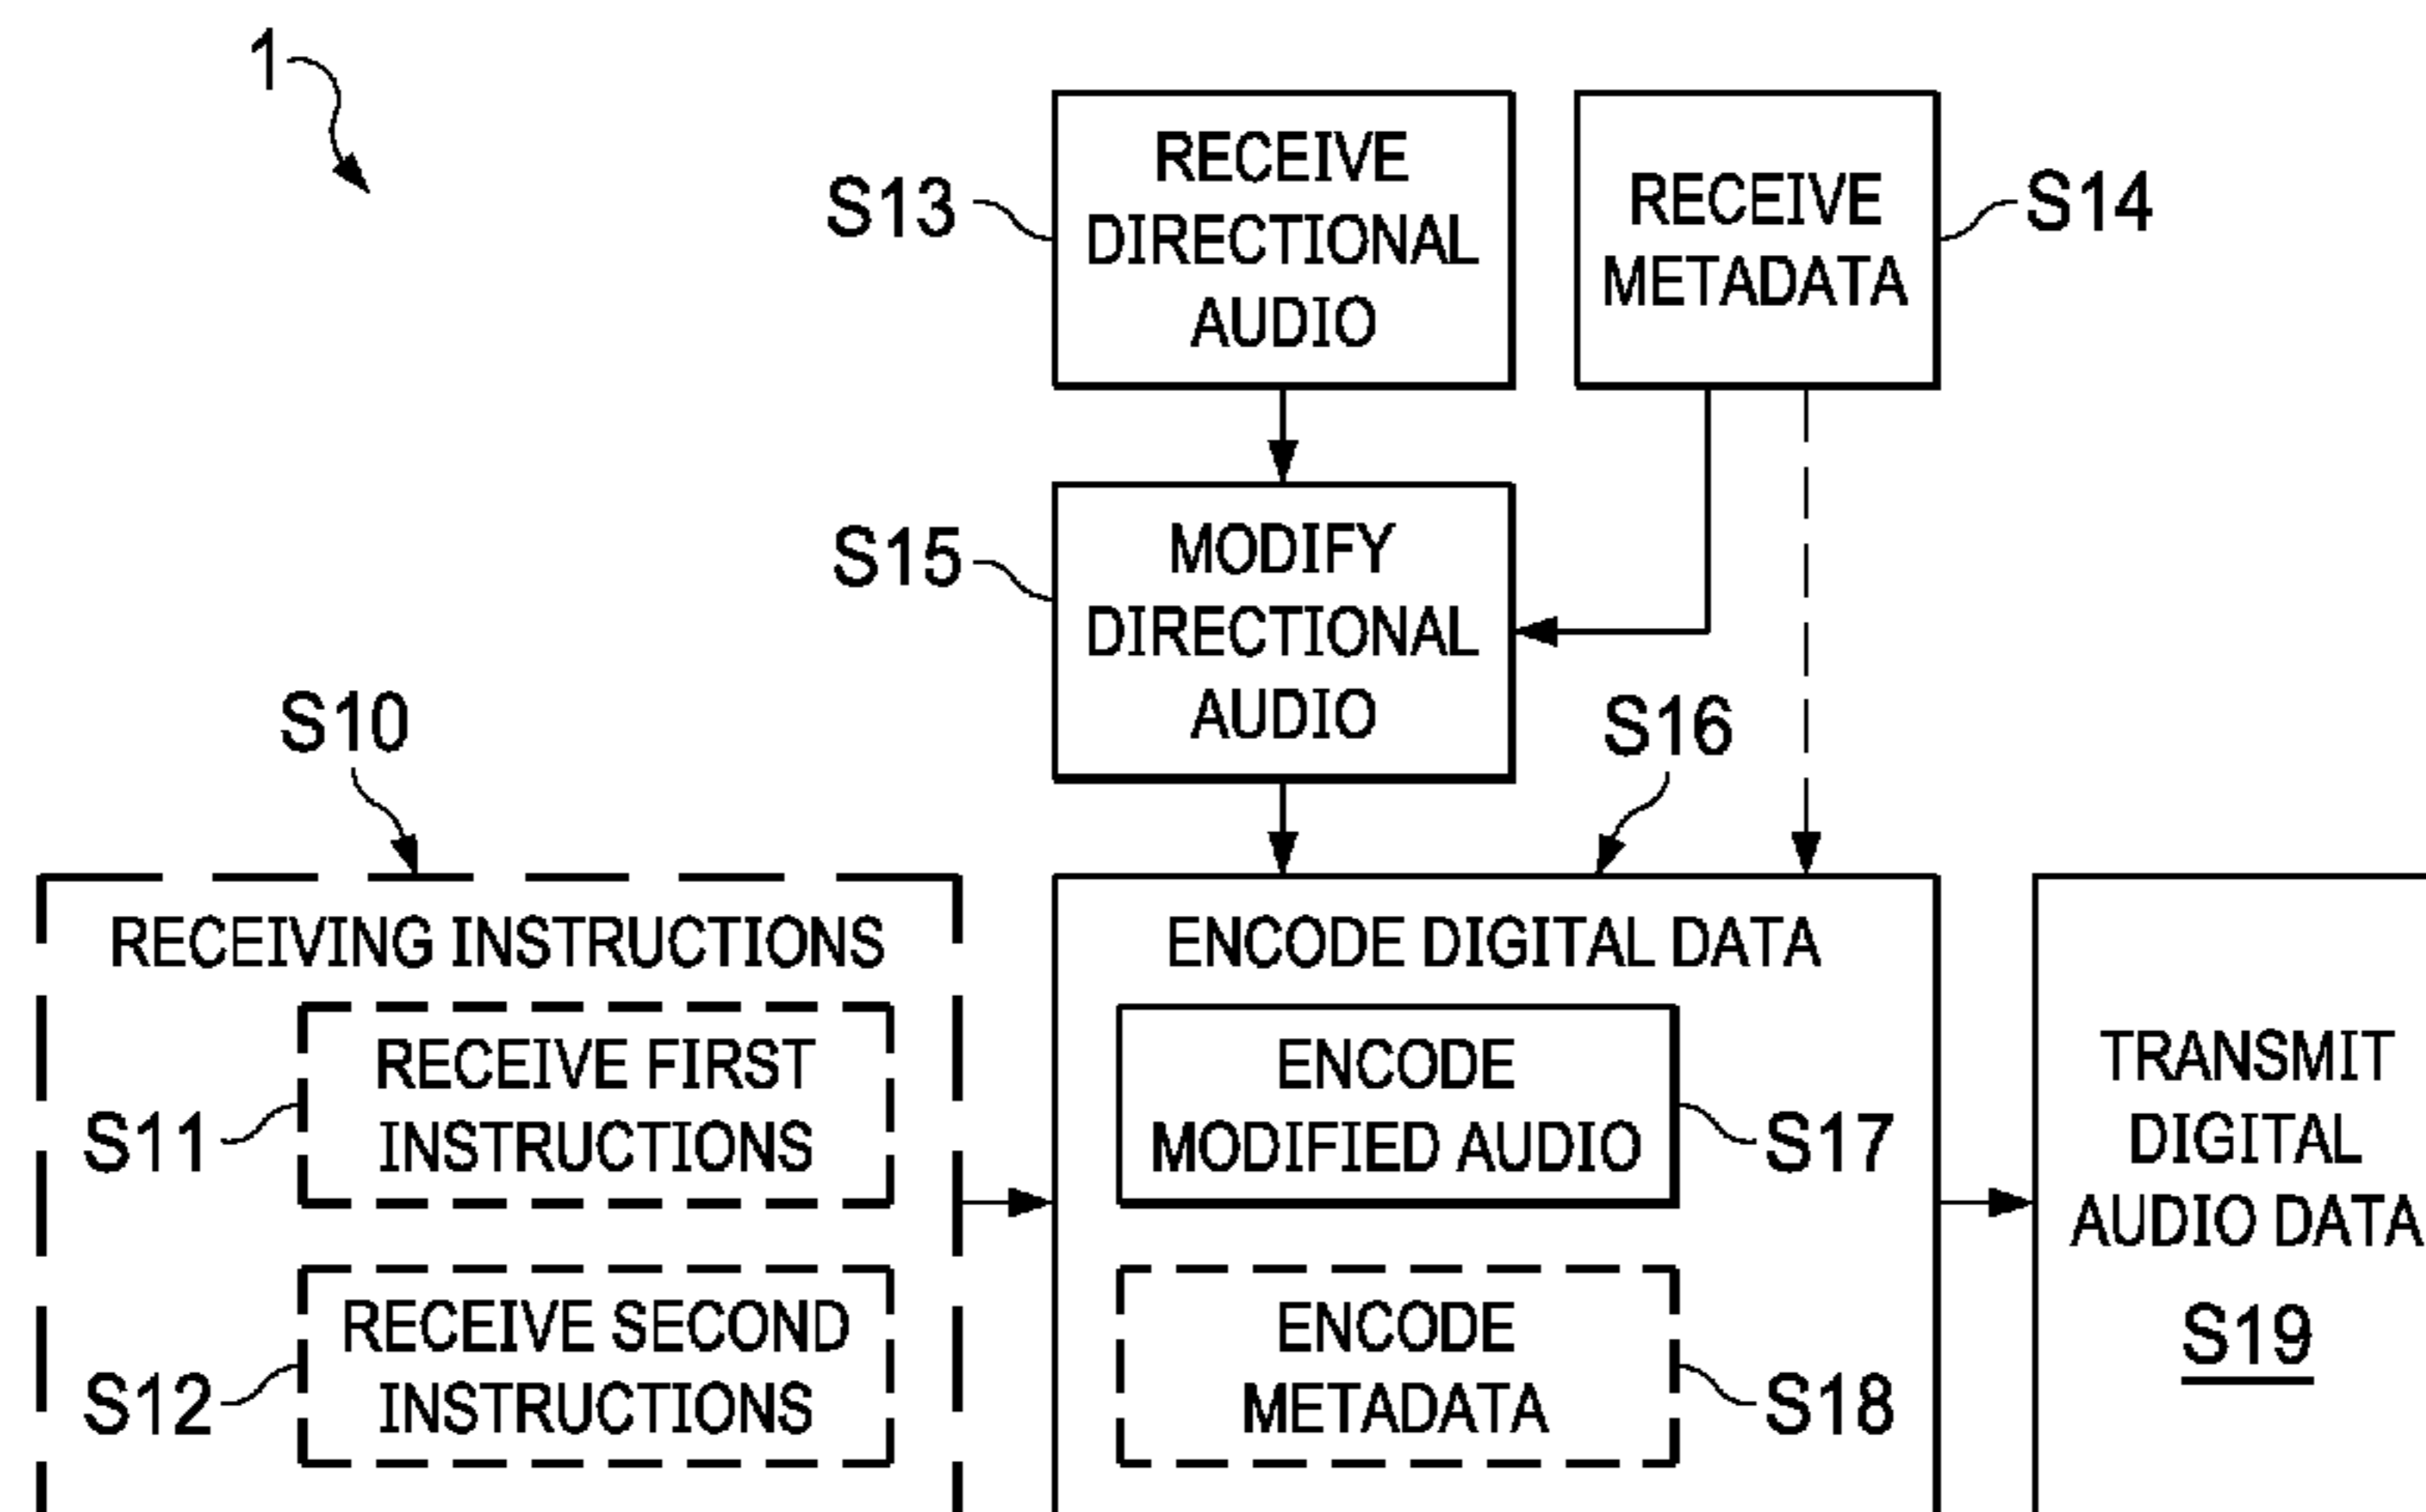 1
S13
RECEIVE
DIRECTIONAL
AUDIO
RECEIVE
METADATA
S14
S15
MODIFY
DIRECTIONAL
AUDIO
S10
S16
RECEIVING INSTRUCTIONS
S11
RECEIVE FIRST
INSTRUCTIONS
S12
RECEIVE SECOND
INSTRUCTIONS
ENCODE DIGITAL DATA
ENCODE
MODIFIED AUDIO
S17
ENCODE
METADATA
S18
TRANSMIT
DIGITAL
AUDIO DATA
S19